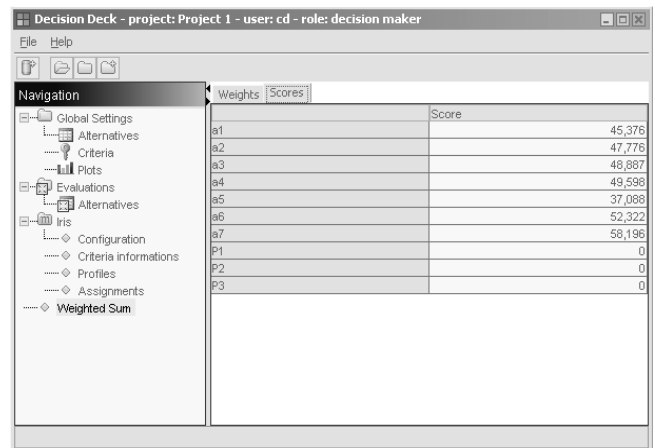 Decision Deck - project: Project 1 - user: cd - role: decision maker
File Help
Navigation
Global Settings
Alternatives
Criteria
Plots
Evaluations
Alternatives
Iris
Configuration
Criteria informations
Profiles
Assignments
Weighted Sum
Weights Scores
Score
a1 45,376
a2 47,776
a3 48,887
a4 49,598
a5 37,088
a6 52,322
a7 58,196
P1 0
P2 0
P3 0